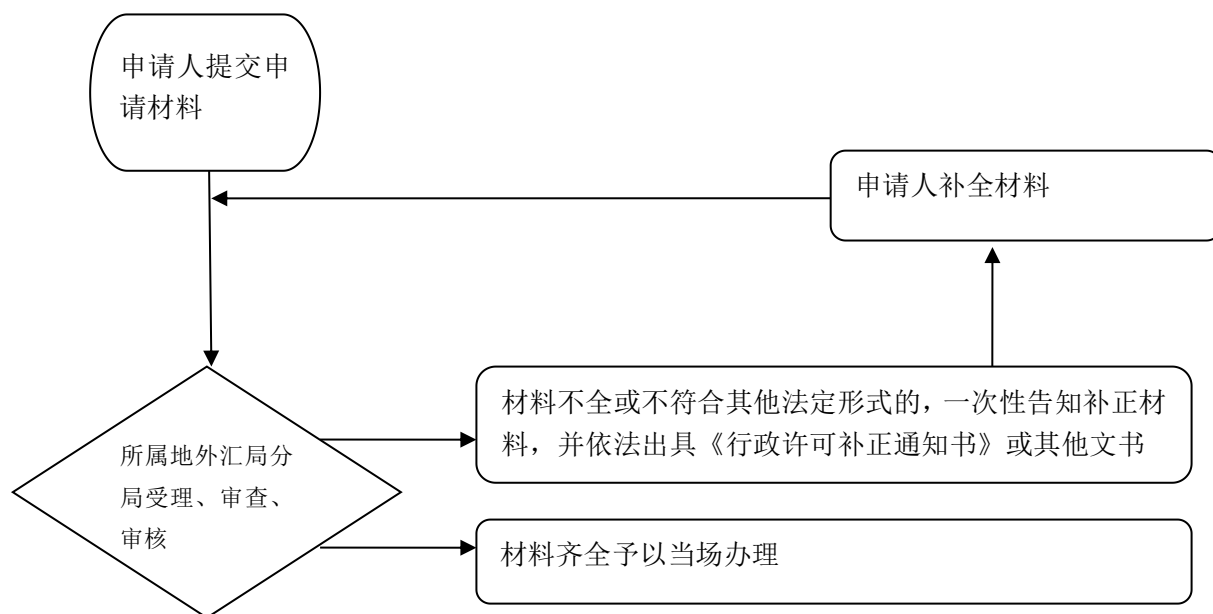 申请人提交申
请材料
申请人补全材料
材料不全或不符合其他法定形式的，一次性告知补正材
料，并依法出具《行政许可补正通知书》或其他文书
所属地外汇局分
局受理、审查、
审核
材料齐全予以当场办理